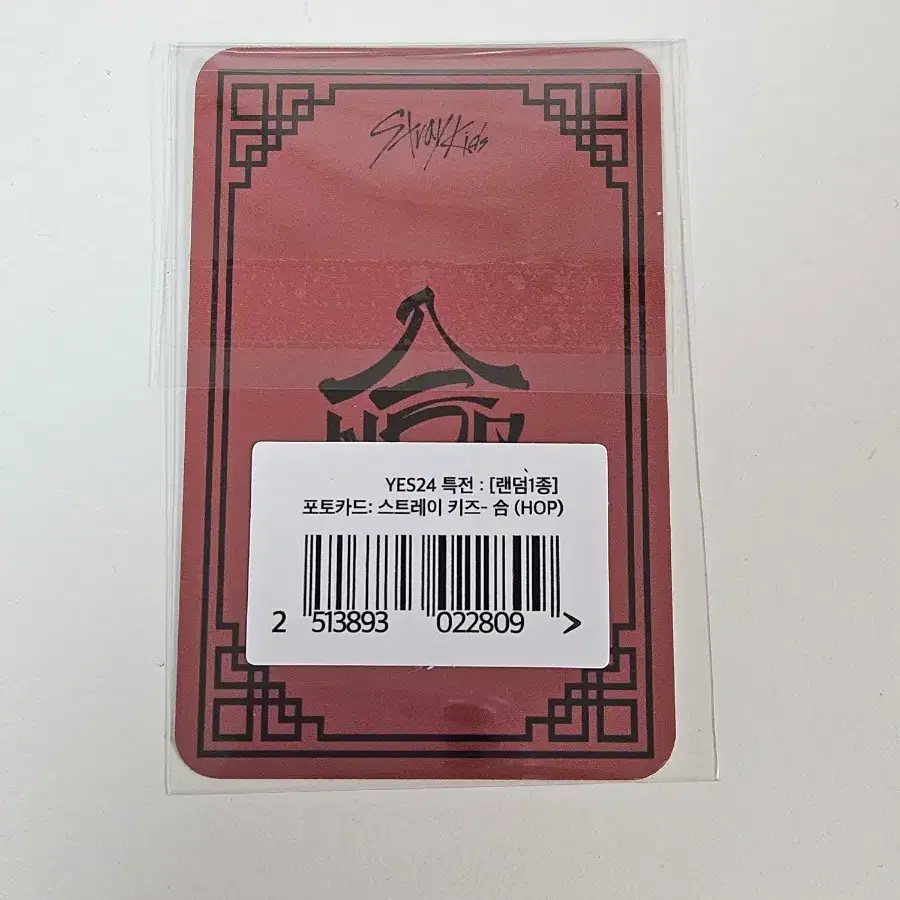 Stray Kids
HOP
YES24 특전 : [랜덤1종]
포토카드: 스트레이 키즈- 合 (HOP)
2 513893 022809 >